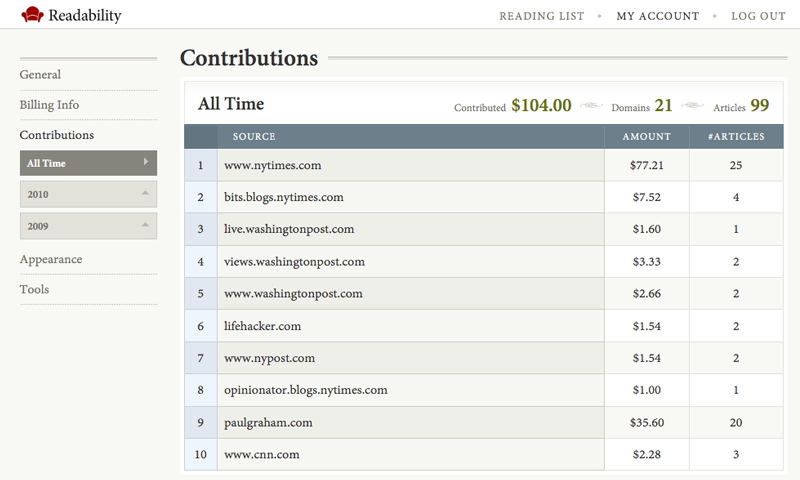 Readability
READING LIST • MY ACCOUNT • LOG OUT
Contributions
General
Billing Info
Contributions
All Time
2010
2009
Appearance
Tools
All Time Contributed $104.00 Domains 21 Articles 99
SOURCE AMOUNT #ARTICLES
1 www.nytimes.com $77.21 25
2 bits.blogs.nytimes.com $7.52 4
3 live.washingtonpost.com $1.60 1
4 views.washingtonpost.com $3.33 2
5 www.washingtonpost.com $2.66 2
6 lifehacker.com $1.54 2
7 www.nypost.com $1.54 2
8 opinionator.blogs.nytimes.com $1.00 1
9 paulgraham.com $35.60 20
10 www.cnn.com $2.28 3